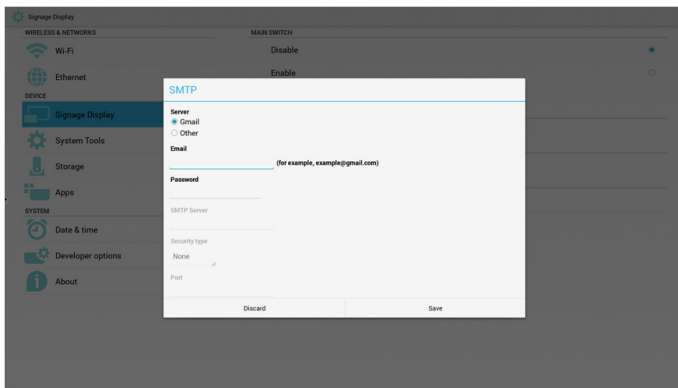 Signage Display
WIRELESS & NETWORKS
Wi-Fi
Ethernet
DEVICE
Signage Display
System Tools
Storage
Apps
SYSTEM
Date & time
Developer options
About
MAIN SWITCH
Disable
Enable
SMTP
Server
Gmail
Other
Email
(for example, example@gmail.com)
Password
SMTP Server
Security type
None
Port
Discard
Save